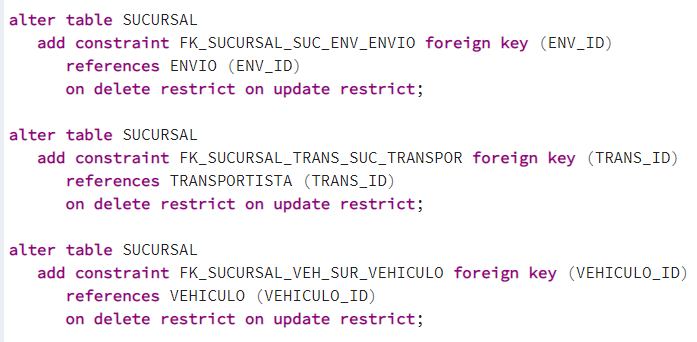 alter table SUCURSAL
add constraint FK_SUCURSAL_SUC_ENV_ENVIO foreign key (ENV_ID)
references ENVIO (ENV_ID)
on delete restrict on update restrict;
alter table SUCURSAL
add constraint FK_SUCURSAL_TRANS_SUC_TRANSPOR foreign key (TRANS_ID)
references TRANSPORTISTA (TRANS_ID)
on delete restrict on update restrict;
alter table SUCURSAL
add constraint FK_SUCURSAL_VEH_SUR_VEHICULO foreign key (VEHICULO_ID)
references VEHICULO (VEHICULO_ID)
on delete restrict on update restrict;